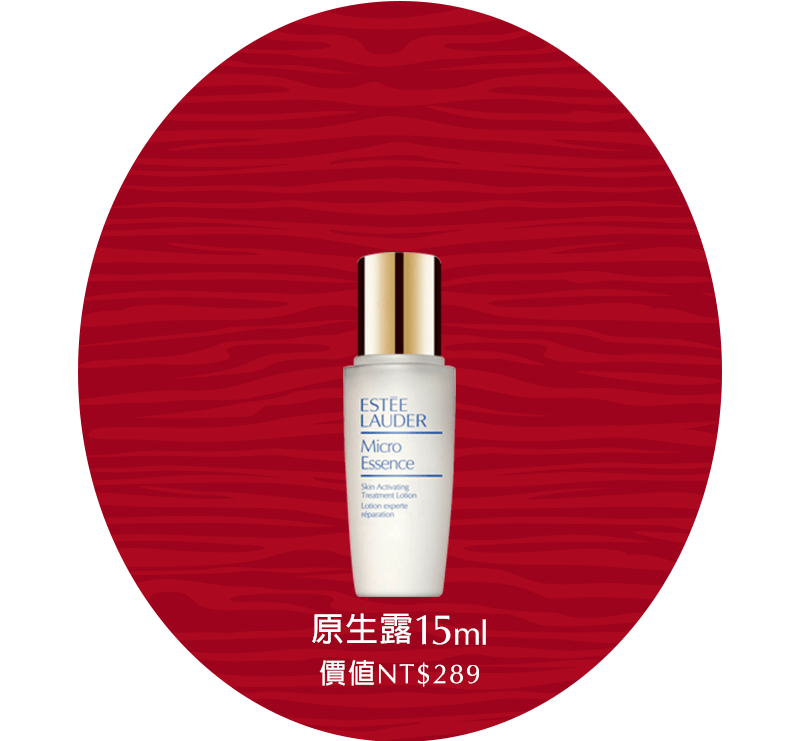 ESTĒE
LAUDER
Micro
Essence
Skin Activating
Treatment Lotion
Lotion experte
réparation
原生露15ml
價值NT$289